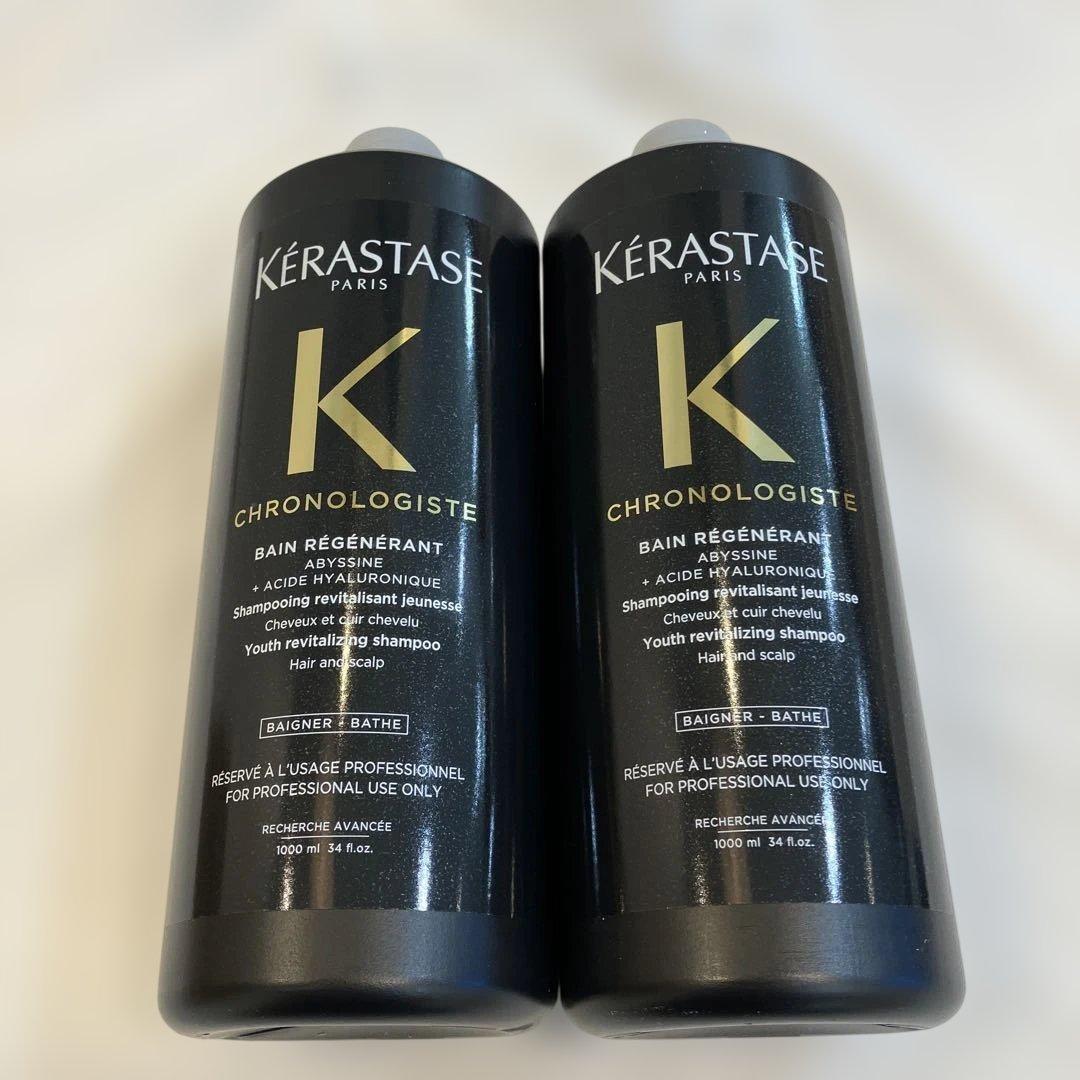 KÉRASTASE
PARIS
K
CHRONOLOGISTE
BAIN RÉGÉNÉRANT
ABYSSINE
+ ACIDE HYALURONIQUE
Shampooing revitalisant jeunesse
Cheveux et cuir chevelu
Youth revitalizing shampoo
Hair and scalp
BAIGNER - BATHE
RÉSERVÉ À L'USAGE PROFESSIONNEL
FOR PROFESSIONAL USE ONLY
RECHERCHE AVANCÉE
1000 ml 34 fl.oz.
KÉRASTASE
PARIS
K
CHRONOLOGISTE
BAIN RÉGÉNÉRANT
ABYSSINE
+ ACIDE HYALURONIQUE
Shampooing revitalisant jeunesse
Cheveux et cuir chevelu
Youth revitalizing shampoo
Hair and scalp
BAIGNER - BATHE
RÉSERVÉ À L'USAGE PROFESSIONNEL
FOR PROFESSIONAL USE ONLY
RECHERCHE AVANCÉE
1000 ml 34 fl.oz.